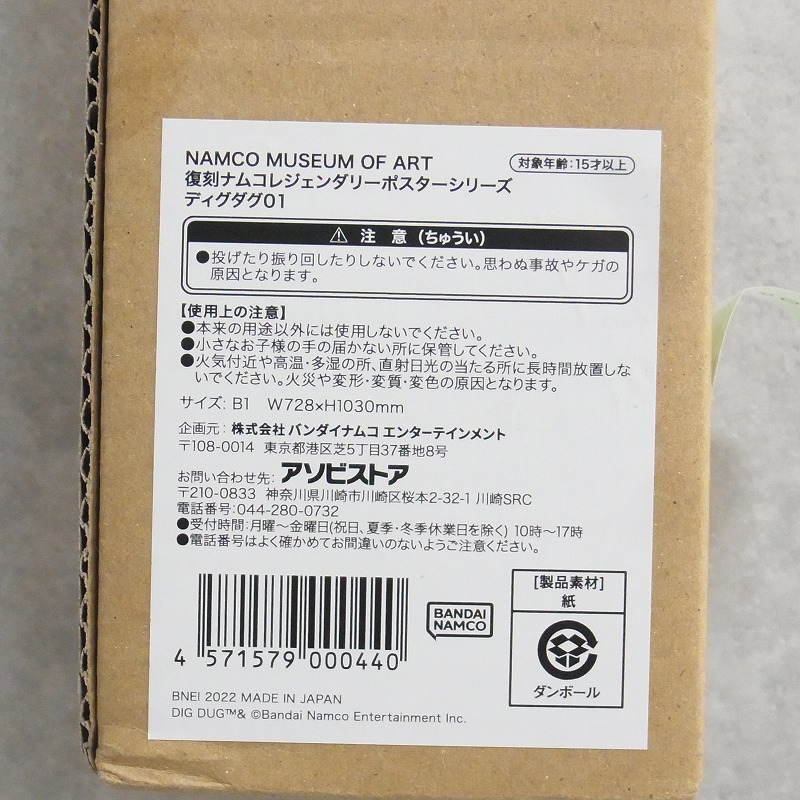 NAMCO MUSEUM OF ART
対象年齢:15才以上
復刻ナムコレジェンダリーポスターシリーズ
ディグダグ01
⚠ 注 意 (ちゅうい)
●投げたり振り回したりしないでください。思わぬ事故やケガの
原因となります。
【使用上の注意】
●本来の用途以外には使用しないでください。
●小さなお子様の手の届かない所に保管してください。
●火気付近や高温・多湿の所、直射日光の当たる所に長時間放置しな
いでください。火災や変形・変質・変色の原因となります。
サイズ: B1 W728×H1030mm
企画元: 株式会社 バンダイナムコ エンターテインメント
〒108-0014 東京都港区芝5丁目37番地8号
お問い合わせ先: アソビストア
〒210-0833 神奈川県川崎市川崎区桜本2-32-1 川崎SRC
電話番号:044-280-0732
●受付時間:月曜~金曜日(祝日、夏季・冬季休業日を除く) 10時~17時
●電話番号はよく確かめてお間違いのないようご注意ください。
4 571579 000440
BANDAI
NAMCO
[製品素材]
紙
ダンボール
BNEI 2022 MADE IN JAPAN
DIG DUG™& ©Bandai Namco Entertainment Inc.